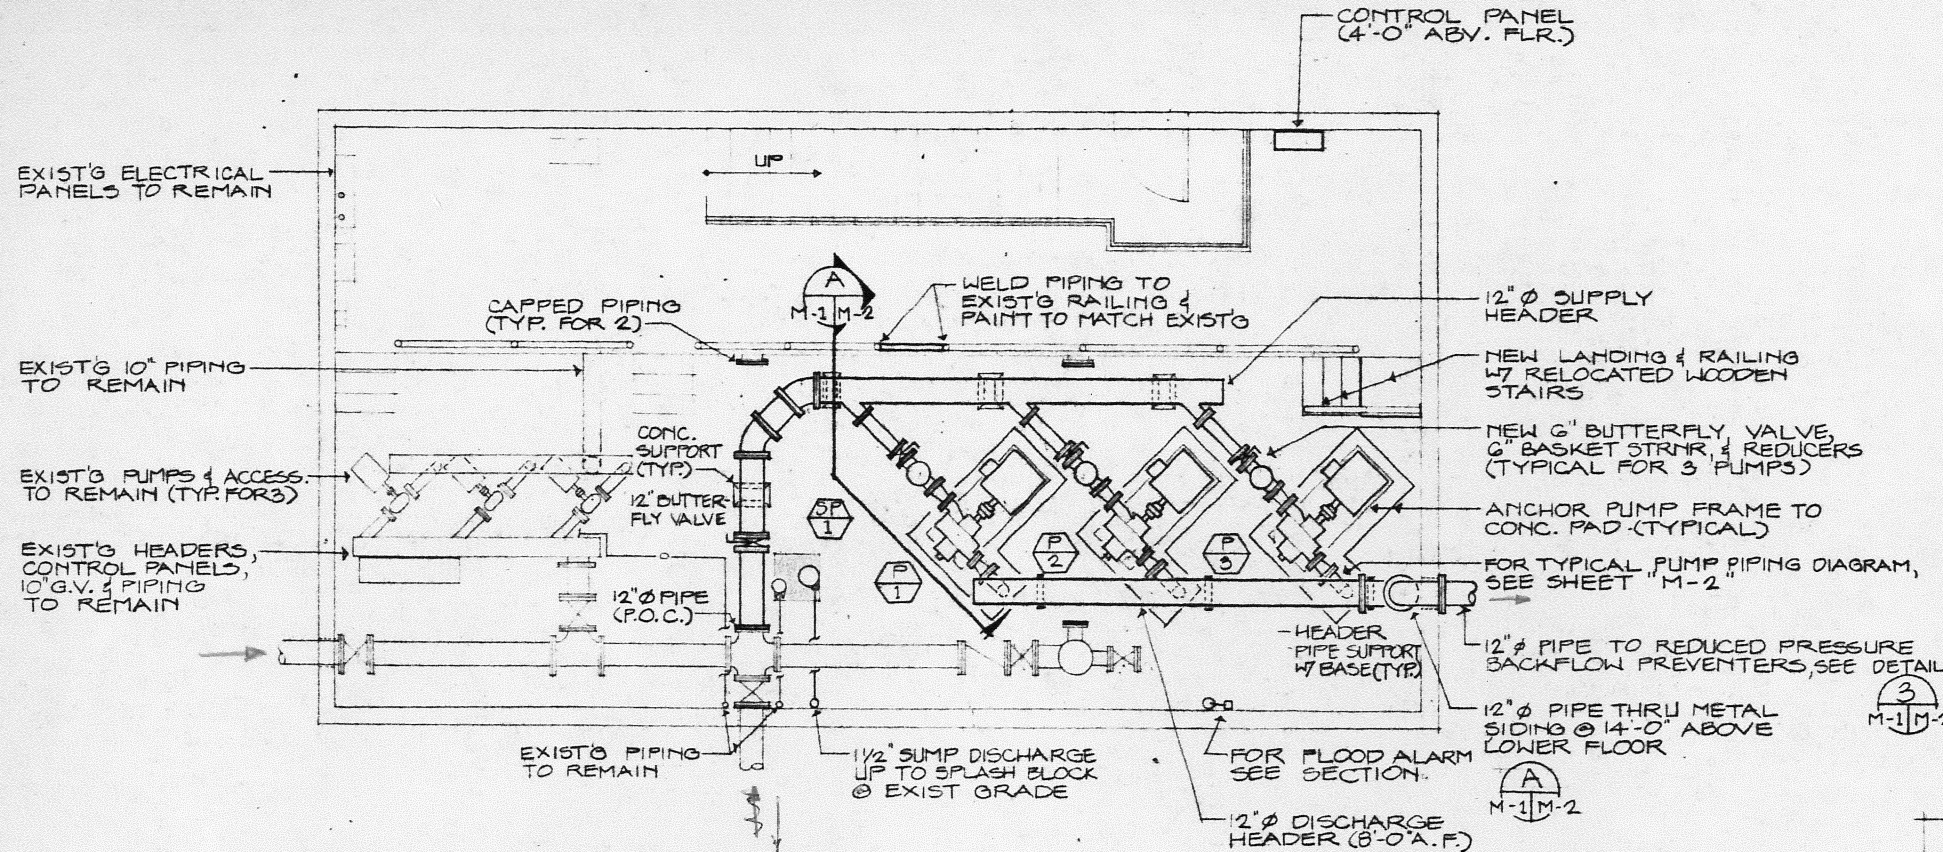 CONTROL PANEL
(4'-0" ABV. FLR.)
EXIST'G ELECTRICAL
PANELS TO REMAIN
UP
A
M-1 M-2
WELD PIPING TO
EXIST'G RAILING &
PAINT TO MATCH EXIST'G
CAPPED PIPING
(TYP. FOR 2)
12"Ø SUPPLY
HEADER
EXIST'G 10" PIPING
TO REMAIN
NEW LANDING & RAILING
W/ RELOCATED WOODEN
STAIRS
CONC.
SUPPORT
(TYP.)
NEW 6" BUTTERFLY VALVE,
6" BASKET STRNR, & REDUCERS
(TYPICAL FOR 3 PUMPS)
EXIST'G PUMPS & ACCESS.
TO REMAIN (TYP. FOR 3)
12" BUTTER-
FLY VALVE
SP
1
ANCHOR PUMP FRAME TO
CONC. PAD (TYPICAL)
EXIST'G HEADERS,
CONTROL PANELS,
10" G.V. & PIPING
TO REMAIN
P
1
P
2
P
3
FOR TYPICAL PUMP PIPING DIAGRAM,
SEE SHEET "M-2"
12"Ø PIPE
(P.O.C.)
HEADER
PIPE SUPPORT
W/ BASE (TYP.)
12"Ø PIPE TO REDUCED PRESSURE
BACKFLOW PREVENTERS, SEE DETAIL
3
M-1 M-
12"Ø PIPE THRU METAL
SIDING @ 14'-0" ABOVE
LOWER FLOOR
EXIST'G PIPING
TO REMAIN
1 1/2" SUMP DISCHARGE
UP TO SPLASH BLOCK
@ EXIST GRADE
FOR FLOOD ALARM
SEE SECTION
A
M-1 M-2
12"Ø DISCHARGE
HEADER (8'-0" A.F.)